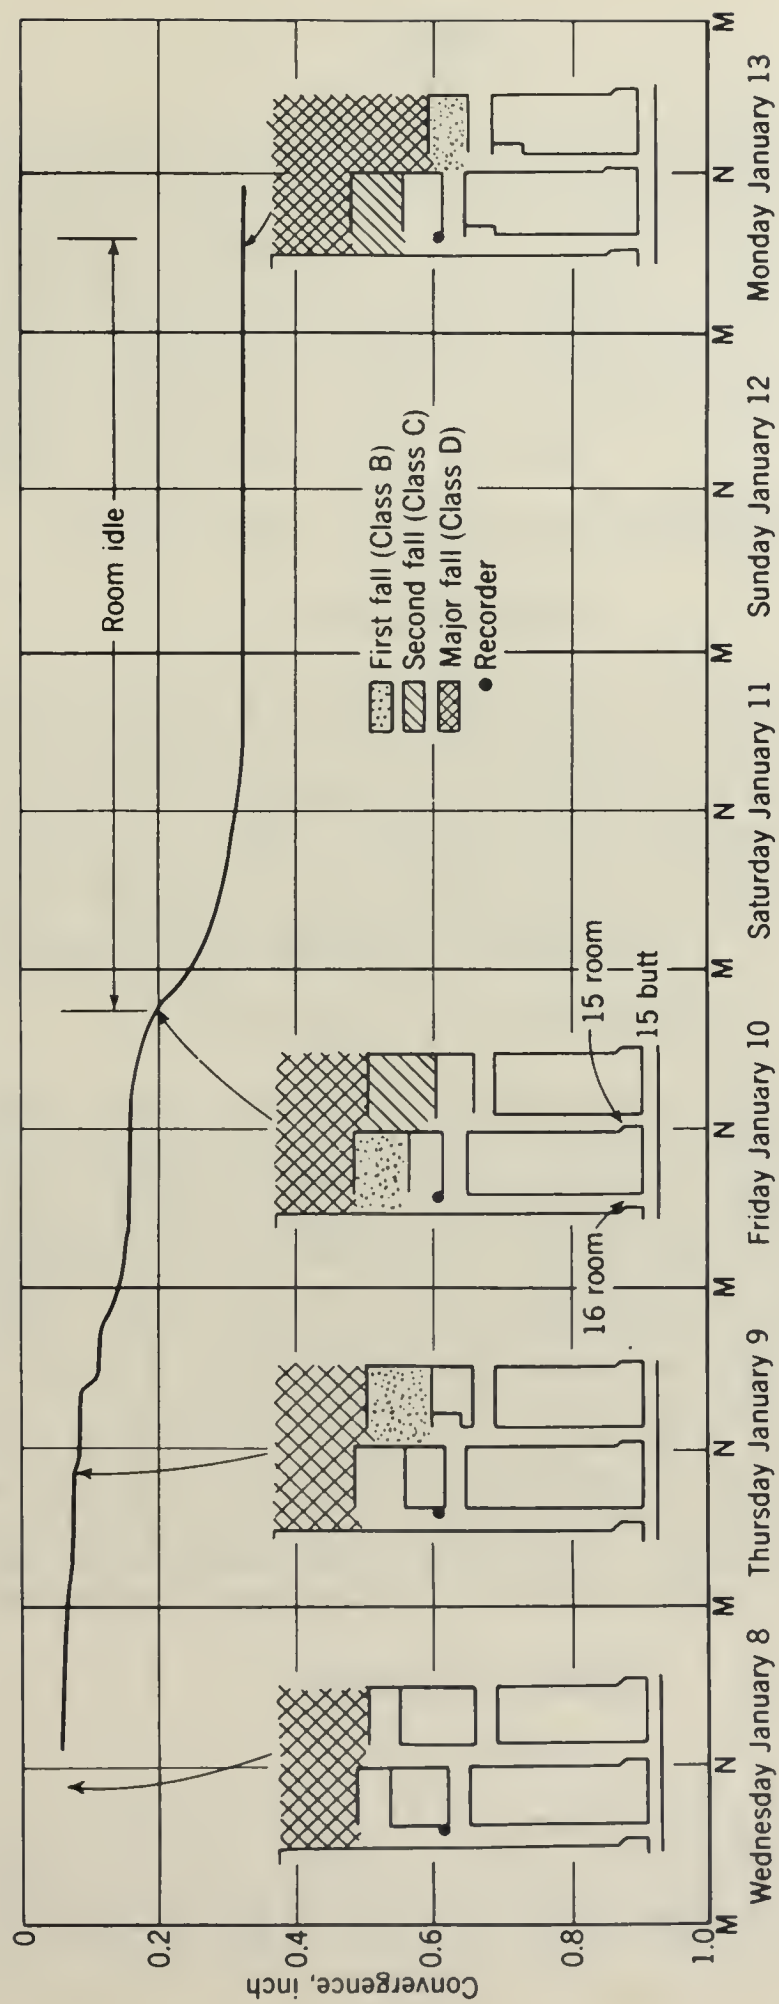 0
0.2
0.4
0.6
0.8
1.0
Convergence, inch
Room idle
First fall (Class B)
Second fall (Class C)
Major fall (Class D)
Recorder
16 room
15 room
15 butt
M N M N M N M N M N M N M
Wednesday January 8 Thursday January 9 Friday January 10 Saturday January 11 Sunday January 12 Monday January 13